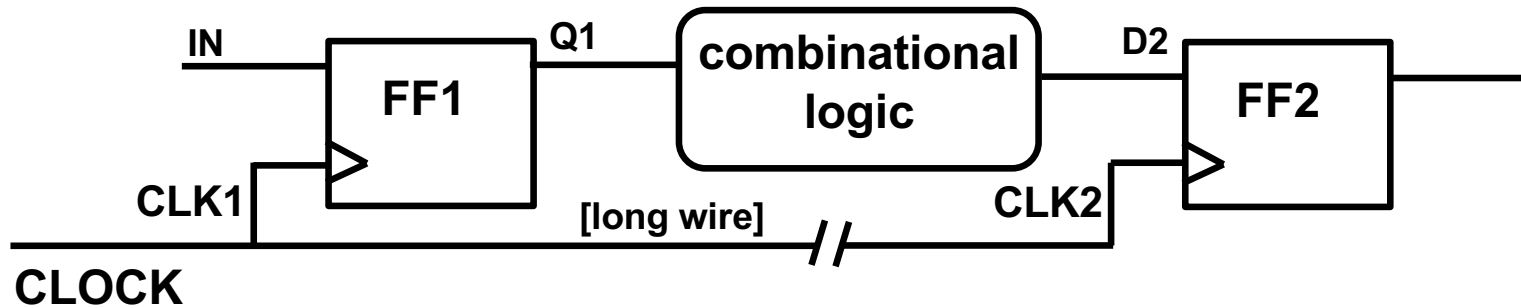 IN
FF1
Q1
combinational
logic
D2
FF2
CLK1
[long wire]
CLK2
CLOCK